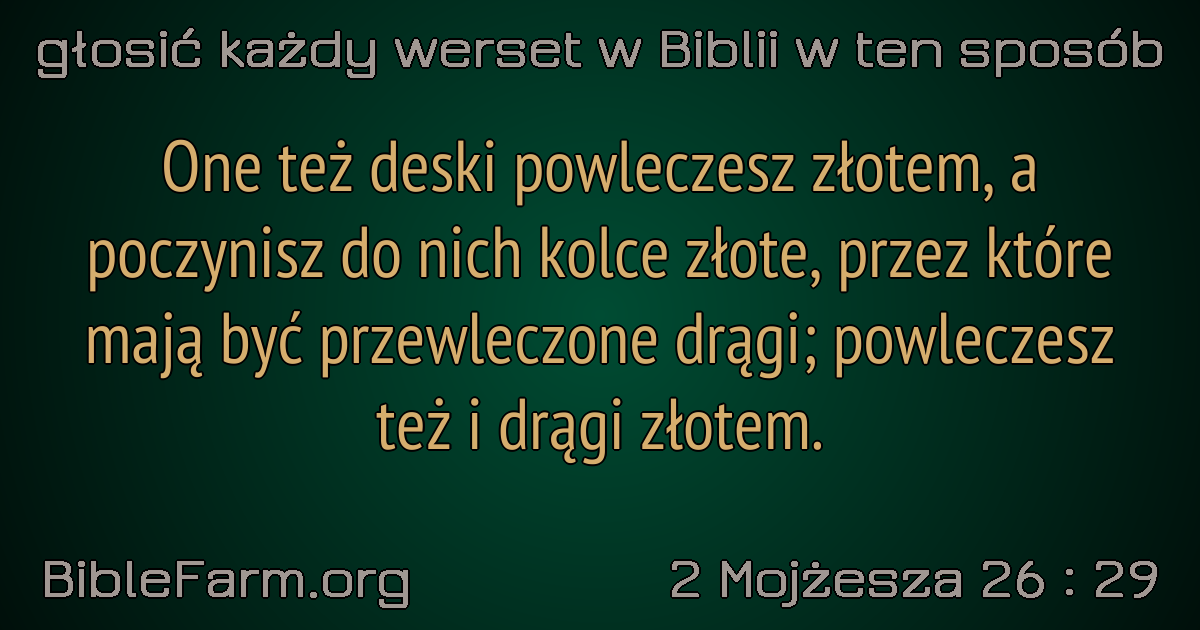 głosić każdy werset w Biblii w ten sposób
One też deski powleczesz złotem, a
poczynisz do nich kolce złote, przez które
mają być przewleczone drągi; powleczesz
też i drągi złotem.
BibleFarm.org
2 Mojżesza 26 : 29